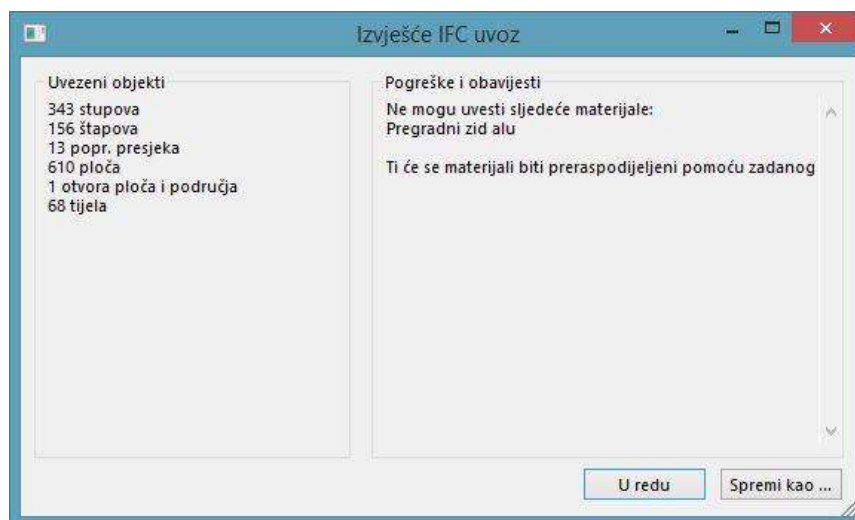 Izvješće IFC uvoz
Uvezeni objekti
343 stupova
156 štapova
13 popr. presjeka
610 ploča
1 otvora ploča i područja
68 tijela
Pogreške i obavijesti
Ne mogu uvesti sljedeće materijale:
Pregradni zid alu
Ti će se materijali biti preraspodijeljeni pomoću zadanog
U redu
Spremi kao ...